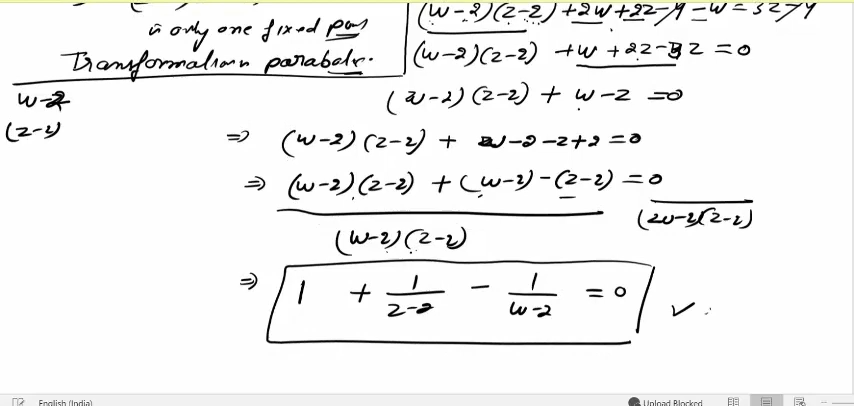 is only one fixed
Transformation parabolic.
w-2
(z-2)
(w-2)(z-2)+2w+2z-4-w=3z-4
(w-2)(z-2) +w+2z-3z=0
(w-2)(z-2) + w-z =0
⇒ (w-2)(z-2) + w-2-z+2=0
⇒ (w-2)(z-2) + (w-2)-(z-2)=0
(w-2)(z-2)
(w-2)(z-2)
⇒ 1 + 1/(z-2) - 1/(w-2) = 0 ✓
English (India)
Upload Blocked